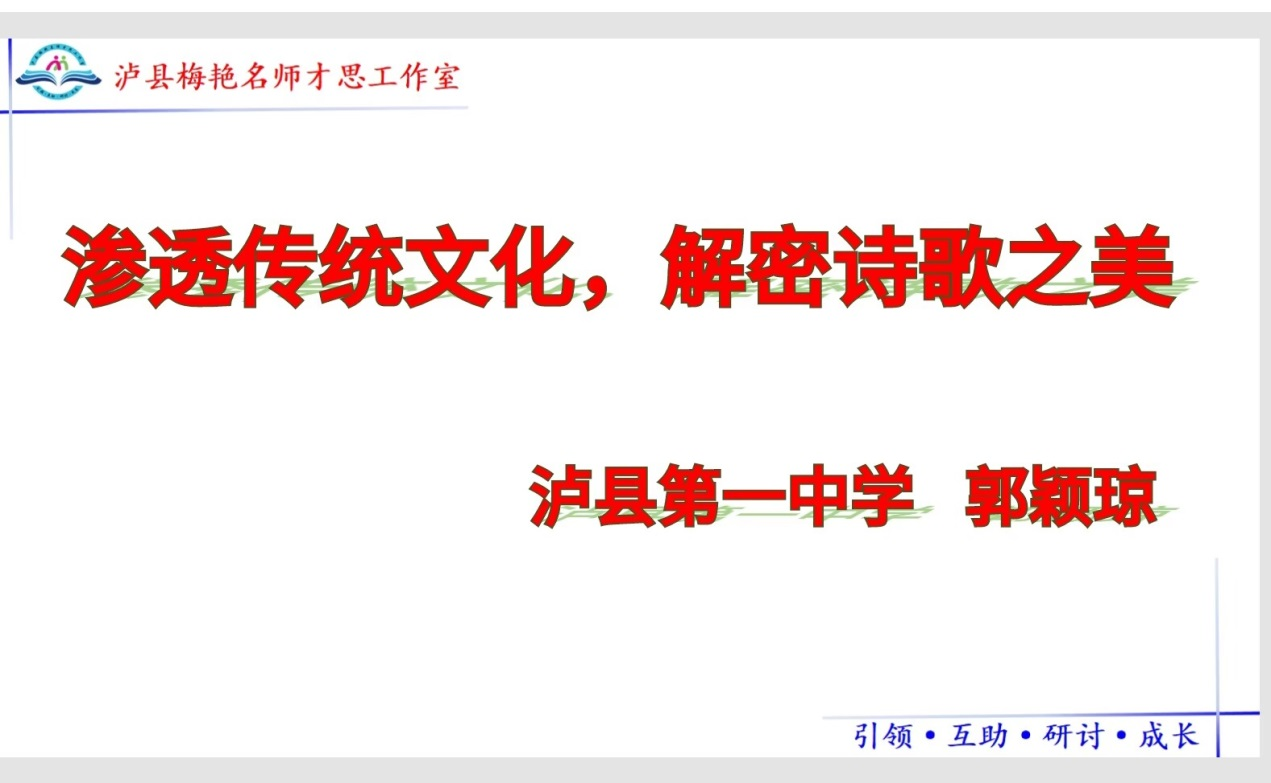 泸县梅艳名师才思工作室
渗透传统文化，解密诗歌之美
泸县第一中学 郭颖琼
引领·互助·研讨·成长